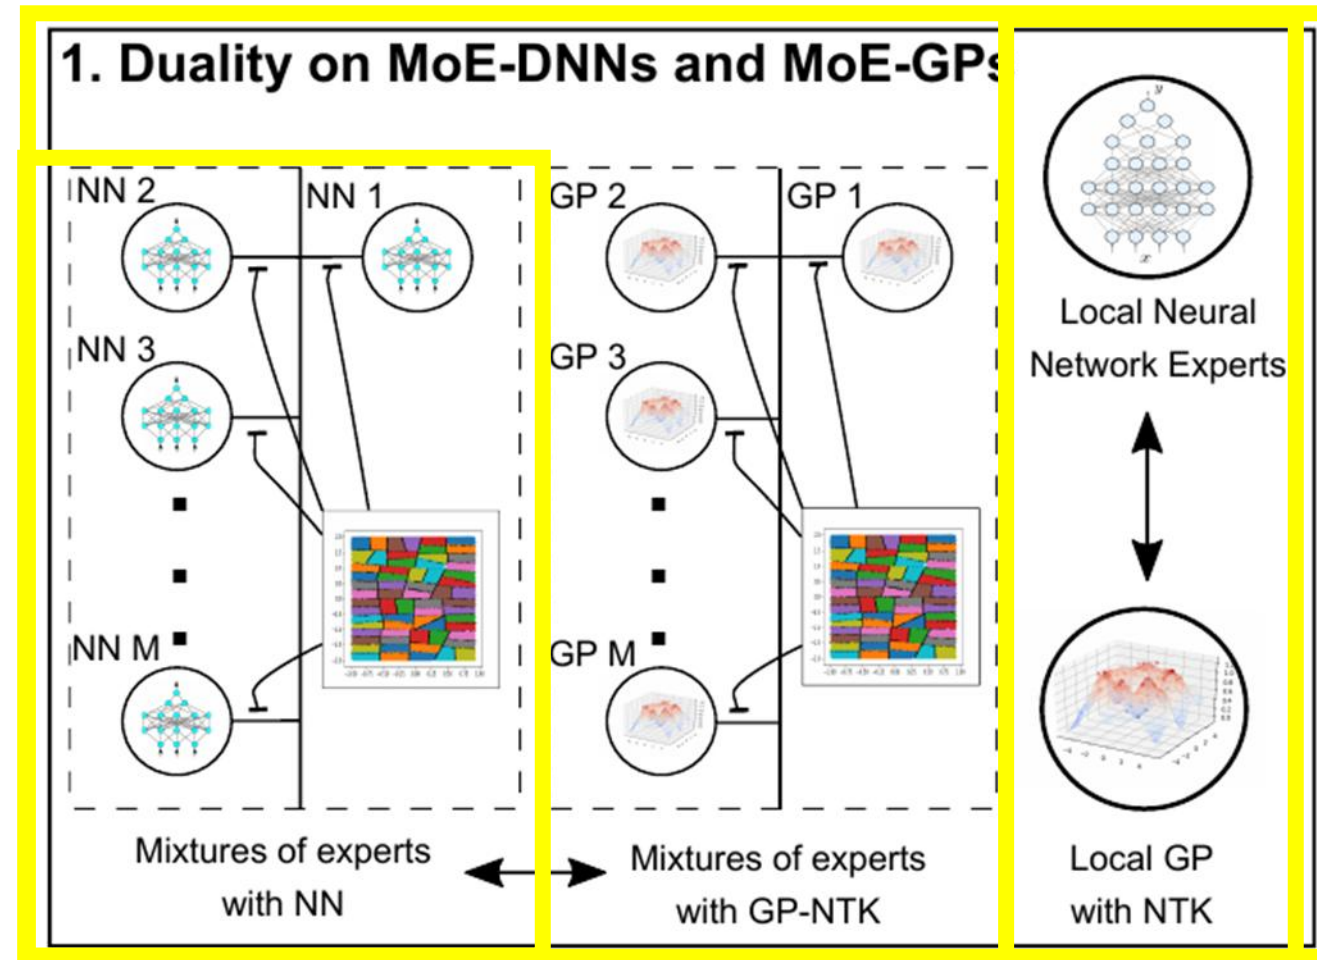 1. Duality on MoE-DNNs and MoE-GPs
NN 2
NN 1
NN 3
NN M
Mixtures of experts
with NN
GP 2
GP 1
GP 3
GP M
Mixtures of experts
with GP-NTK
y
x
Local Neural
Network Experts
Local GP
with NTK